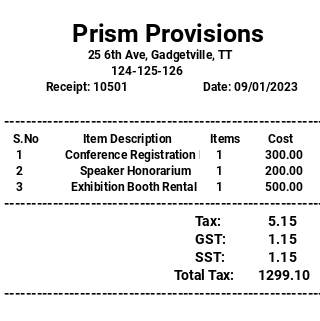 Prism Provisions
25 6th Ave, Gadgetville, TT
124-125-126
Receipt: 10501 Date: 09/01/2023
S.No Item Description Items Cost
1 Conference Registration 1 300.00
2 Speaker Honorarium 1 200.00
3 Exhibition Booth Rental 1 500.00
Tax: 5.15
GST: 1.15
SST: 1.15
Total Tax: 1299.10